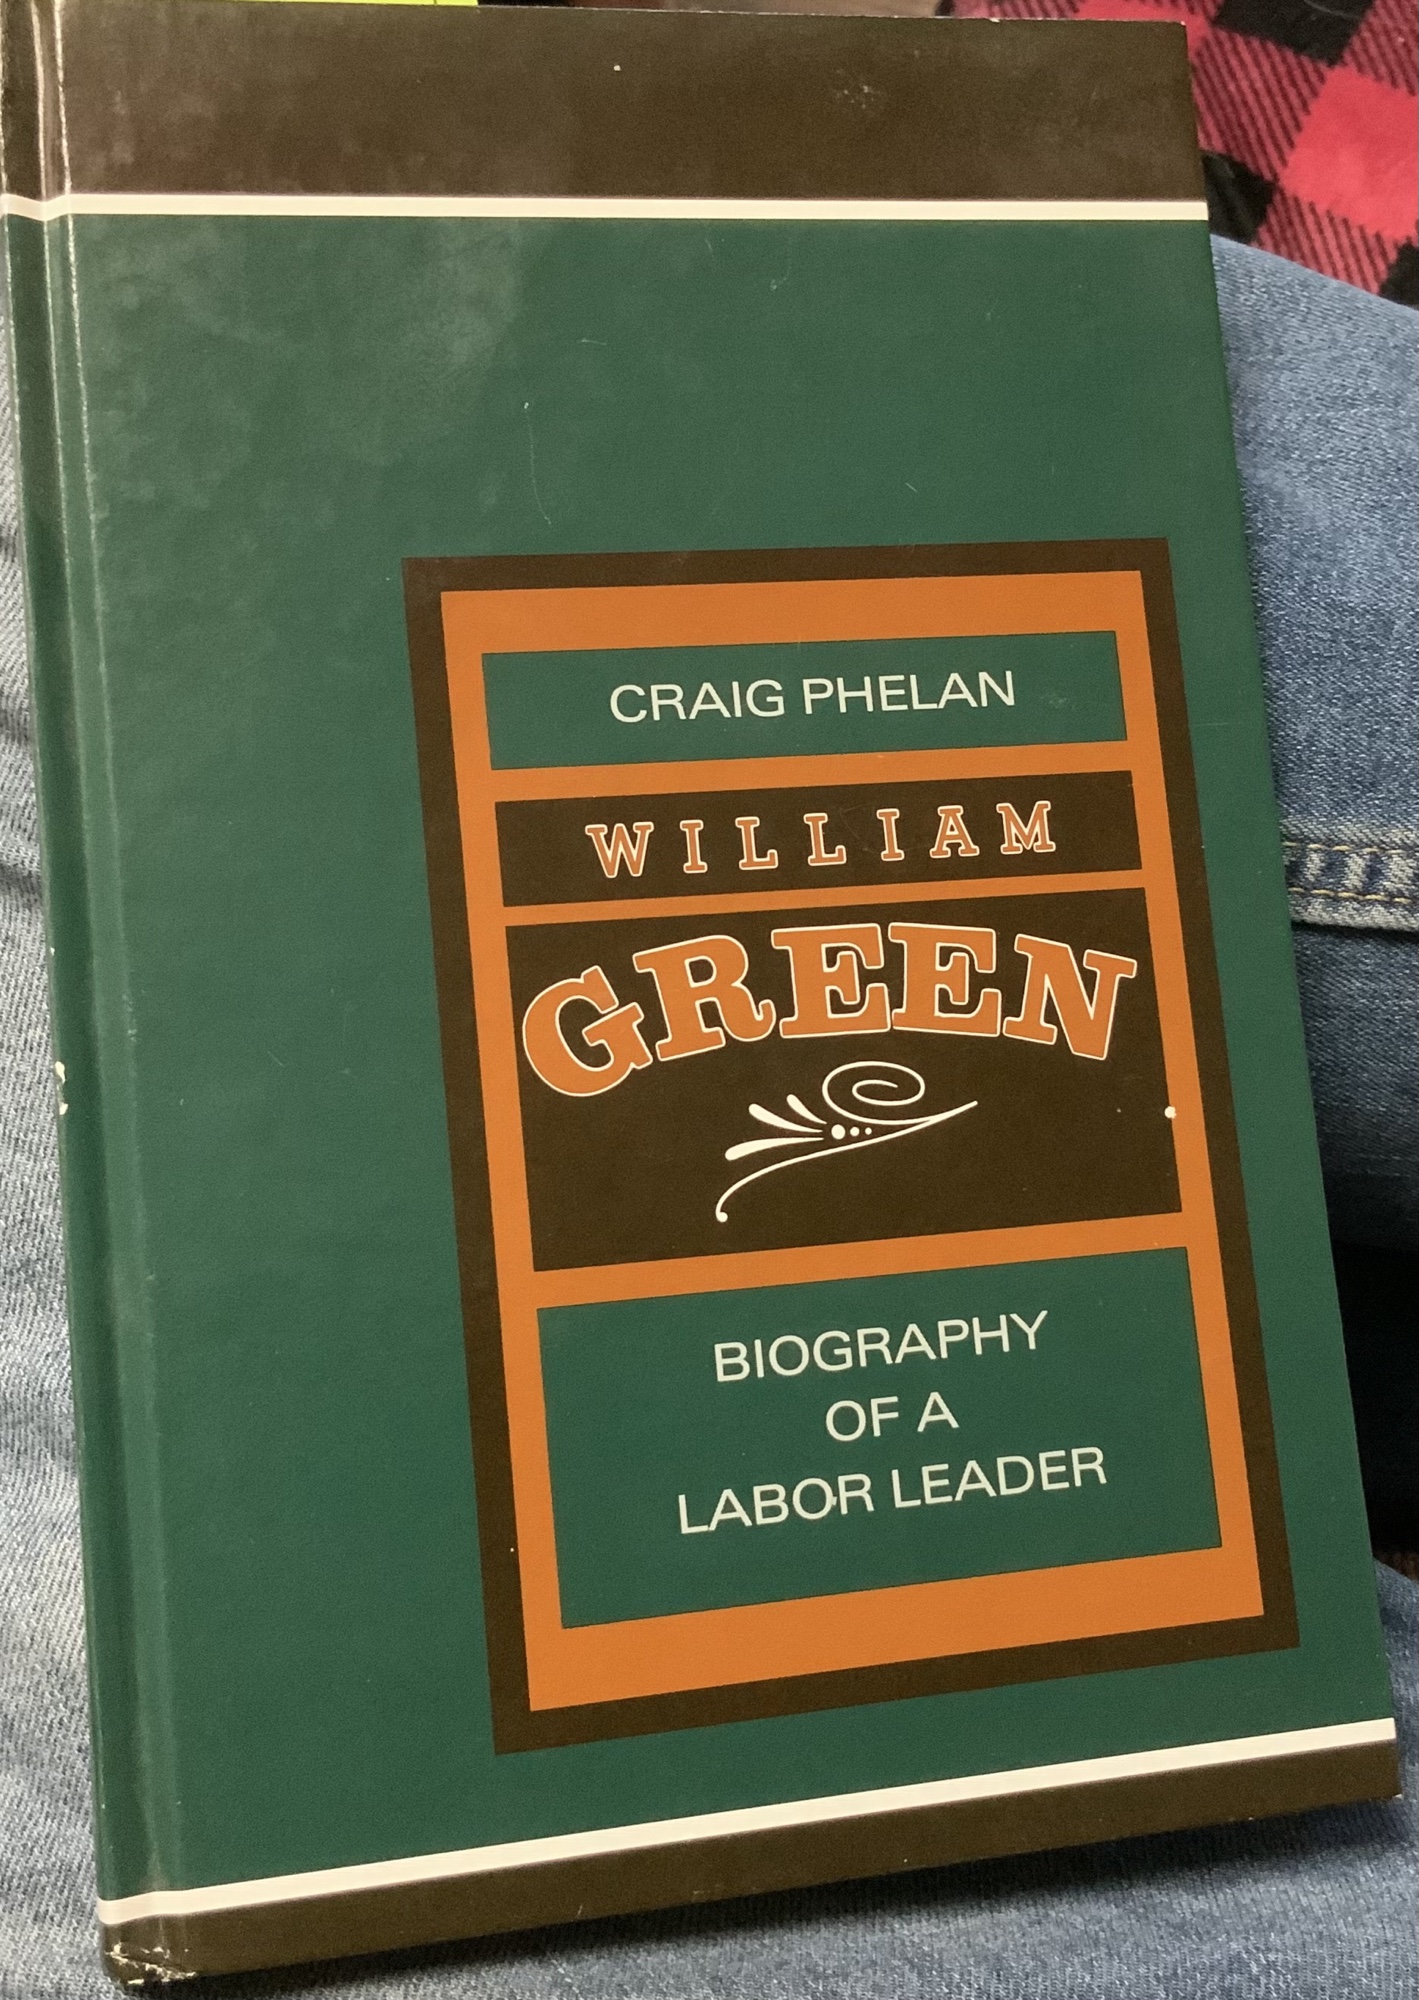 CRAIG PHELAN
WILLIAM
GREEN
BIOGRAPHY
OF A
LABOR LEADER